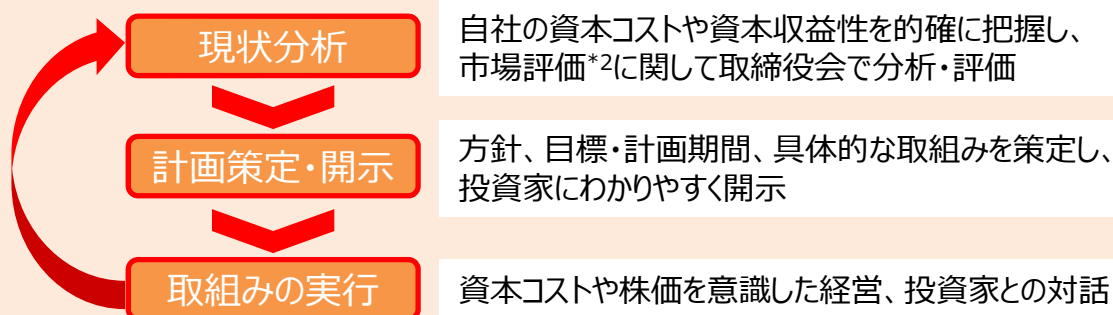 現状分析
自社の資本コストや資本収益性を的確に把握し、
市場評価*2に関して取締役会で分析・評価
計画策定・開示
方針、目標・計画期間、具体的な取組みを策定し、
投資家にわかりやすく開示
取組みの実行
資本コストや株価を意識した経営、投資家との対話